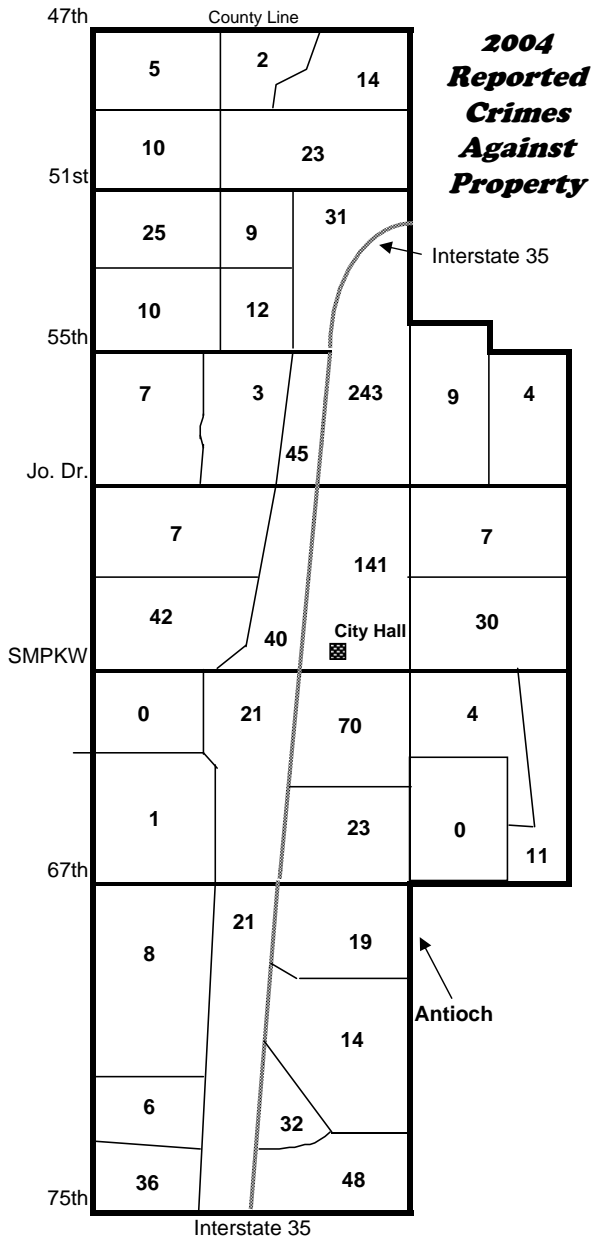 47th
County Line
2004
Reported
Crimes
Against
Property
5
2
14
10
23
51st
31
25
9
Interstate 35
10
12
55th
7
3
243
9
4
45
Jo. Dr.
7
7
141
42
30
City Hall
40
SMPKW
0
21
70
4
1
23
0
11
67th
21
19
8
Antioch
14
6
32
36
48
75th
Interstate 35